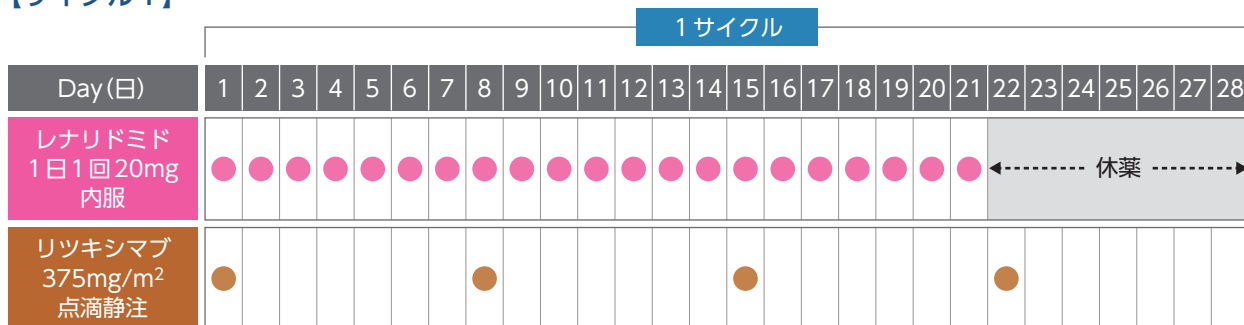 1サイクル
Day(日) 1 2 3 4 5 6 7 8 9 10 11 12 13 14 15 16 17 18 19 20 21 22 23 24 25 26 27 28
レナリドミド
1日1回20mg
内服
休薬
リツキシマブ
375mg/m²
点滴静注